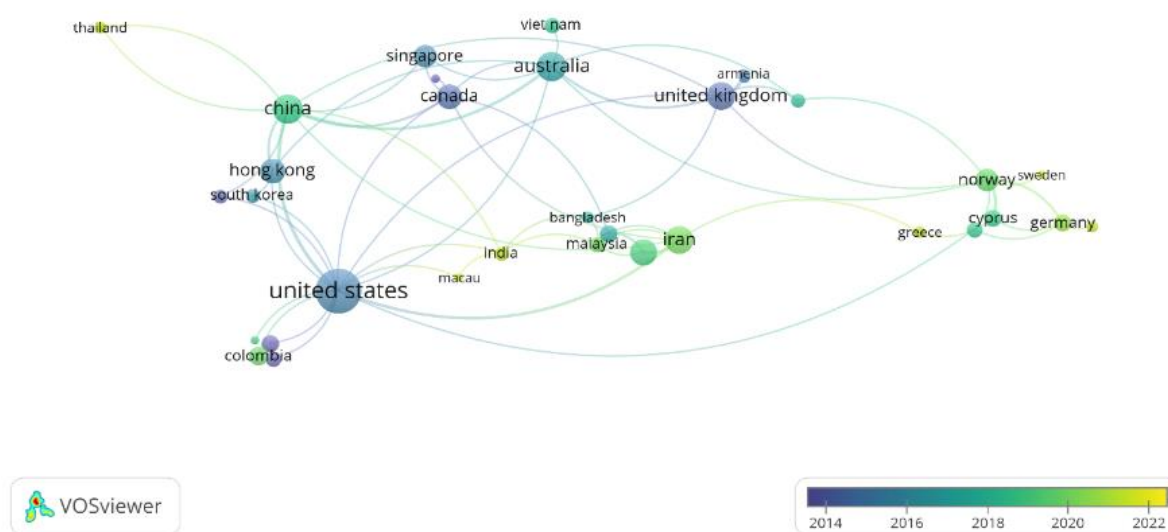 thailand
viet nam
singapore
australia
armenia
canada
united kingdom
china
hong kong
south korea
norway
sweden
bangladesh
cyprus
germany
malaysia
iran
greece
india
macau
united states
colombia
VOSviewer
2014
2016
2018
2020
2022